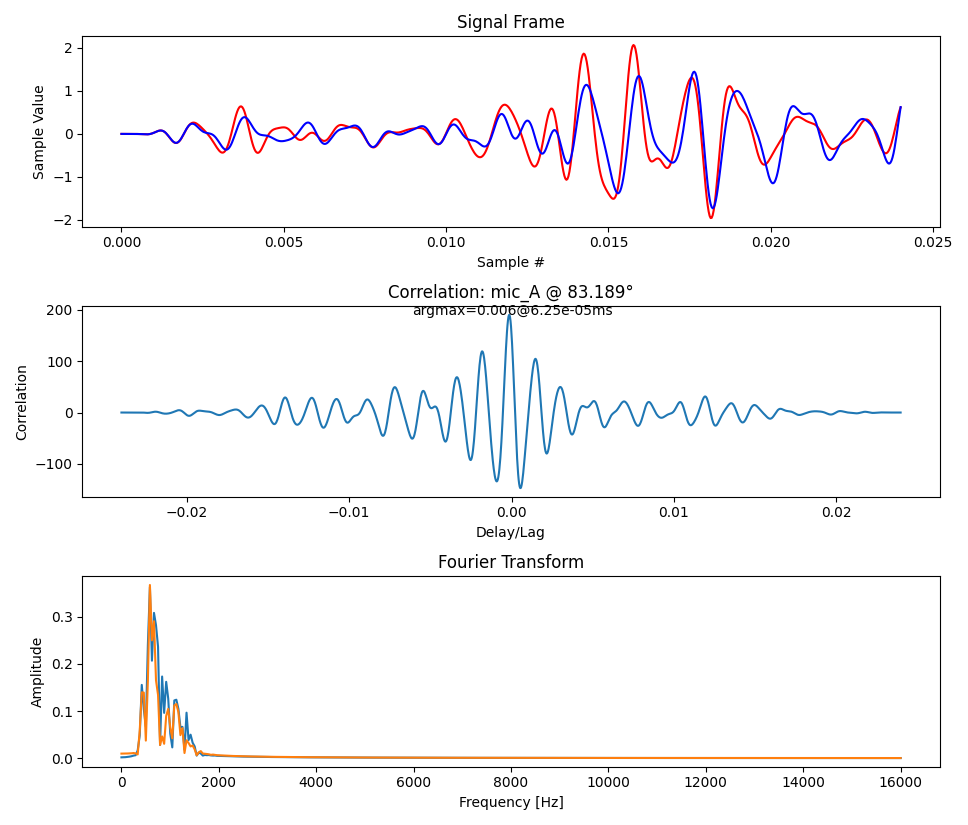 Signal Frame
Sample Value
2
1
0
−1
−2
0.000 0.005 0.010 0.015 0.020 0.025
Sample #
Correlation: mic_A @ 83.189°
argmax=0.006@6.25e-05ms
Correlation
200
100
0
−100
−0.02 −0.01 0.00 0.01 0.02
Delay/Lag
Fourier Transform
Amplitude
0.3
0.2
0.1
0.0
0 2000 4000 6000 8000 10000 12000 14000 16000
Frequency [Hz]